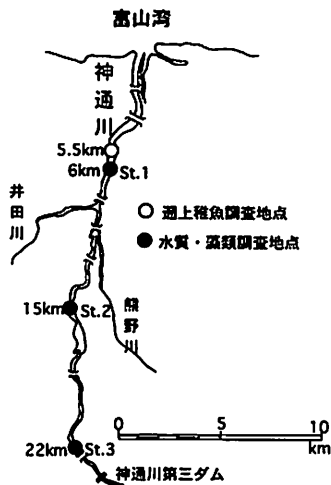 富山湾
神通川
5.5km
6km St.1
井田川
○ 遡上稚魚調査地点
● 水質・藻類調査地点
15km St.2
熊野川
0 5 10
km
22km St.3
神通川第三ダム